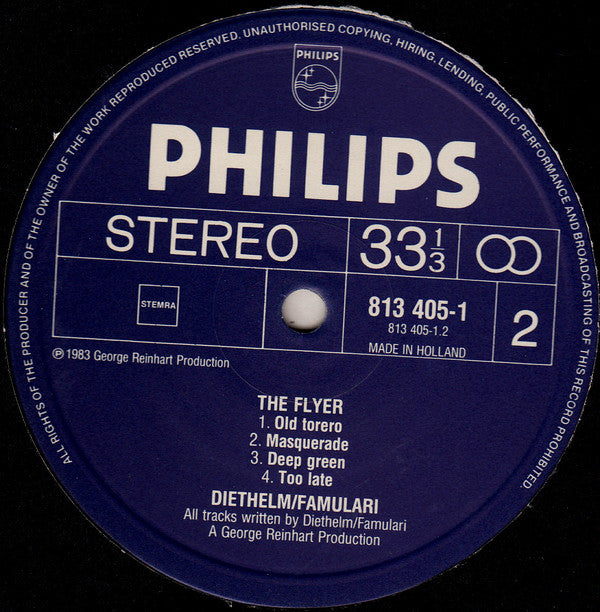 ALL RIGHTS OF THE PRODUCER AND OF THE OWNER OF THE WORK REPRODUCED RESERVED. UNAUTHORISED COPYING, HIRING, LENDING, PUBLIC PERFORMANCE AND BROADCASTING OF THIS RECORD PROHIBITED.
PHILIPS
PHILIPS
STEREO
33 1/3
STEMRA
813 405-1
813 405-1.2
MADE IN HOLLAND
2
℗ 1983 George Reinhart Production
THE FLYER
1. Old torero
2. Masquerade
3. Deep green
4. Too late
DIETHELM/FAMULARI
All tracks written by Diethelm/Famulari
A George Reinhart Production